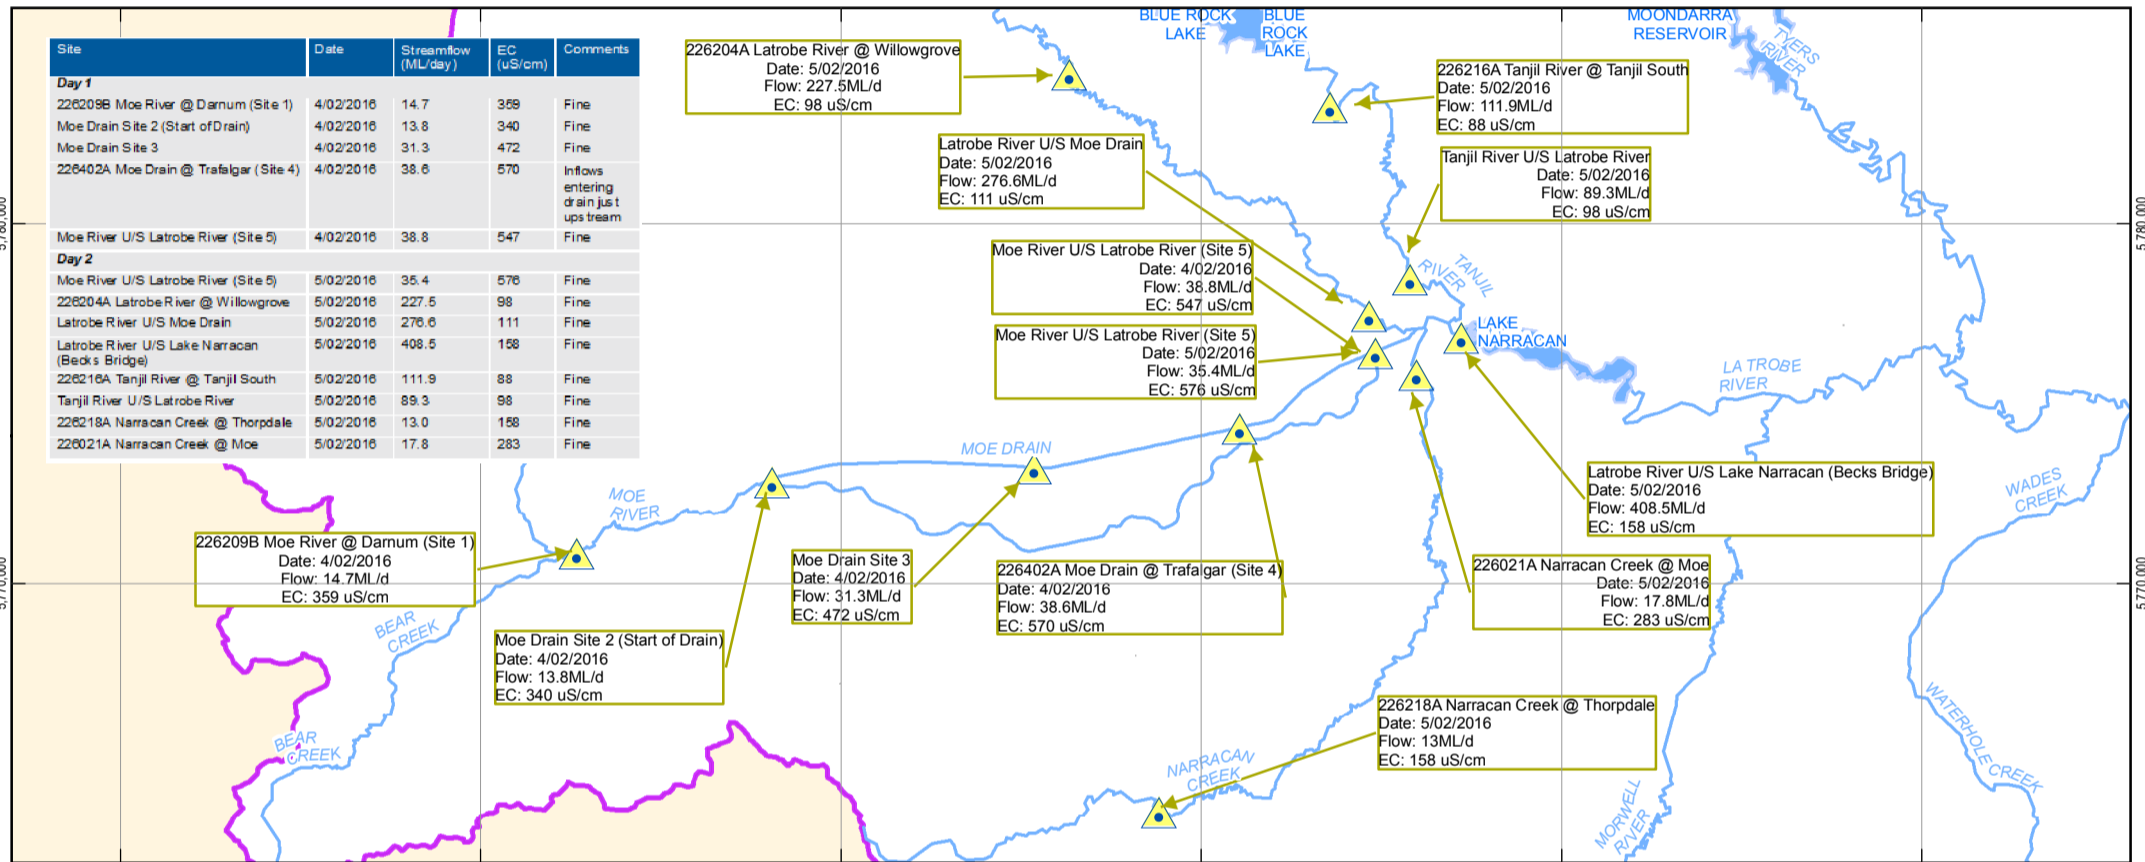 Site Date Streamflow (ML/day) EC (uS/cm) Comments
Day 1
226209B Moe River @ Darnum (Site 1) 4/02/2016 14.7 359 Fine
Moe Drain Site 2 (Start of Drain) 4/02/2016 13.8 340 Fine
Moe Drain Site 3 4/02/2016 31.3 472 Fine
226402A Moe Drain @ Trafalgar (Site 4) 4/02/2016 38.6 570 Inflows
entering
drain just
upstream
Moe River U/S Latrobe River (Site 5) 4/02/2016 38.8 547 Fine
Day 2
Moe River U/S Latrobe River (Site 5) 5/02/2016 35.4 576 Fine
226204A Latrobe River @ Willowgrove 5/02/2016 227.5 98 Fine
Latrobe River U/S Moe Drain 5/02/2016 276.6 111 Fine
Latrobe River U/S Lake Narracan 5/02/2016 408.5 158 Fine
(Becks Bridge)
226216A Tanjil River @ Tanjil South 5/02/2016 111.9 88 Fine
Tanjil River U/S Latrobe River 5/02/2016 89.3 98 Fine
226218A Narracan Creek @ Thorpdale 5/02/2016 13.0 158 Fine
226021A Narracan Creek @ Moe 5/02/2016 17.8 283 Fine
BLUE ROCK
LAKE
BLUE
ROCK
LAKE
MOONDARRA
RESERVOIR
TYERS
RIVER
226204A Latrobe River @ Willowgrove
Date: 5/02/2016
Flow: 227.5ML/d
EC: 98 uS/cm
226216A Tanjil River @ Tanjil South
Date: 5/02/2016
Flow: 111.9ML/d
EC: 88 uS/cm
Latrobe River U/S Moe Drain
Date: 5/02/2016
Flow: 276.6ML/d
EC: 111 uS/cm
Tanjil River U/S Latrobe River
Date: 5/02/2016
Flow: 89.3ML/d
EC: 98 uS/cm
5,780,000
5,780,000
Moe River U/S Latrobe River (Site 5)
Date: 4/02/2016
Flow: 38.8ML/d
EC: 547 uS/cm
TANJIL
RIVER
Moe River U/S Latrobe River (Site 5)
Date: 5/02/2016
Flow: 35.4ML/d
EC: 576 uS/cm
LAKE
NARRACAN
LA TROBE
RIVER
MOE DRAIN
MOE
RIVER
Latrobe River U/S Lake Narracan (Becks Bridge)
Date: 5/02/2016
Flow: 408.5ML/d
EC: 158 uS/cm
WADES
CREEK
226209B Moe River @ Darnum (Site 1)
Date: 4/02/2016
Flow: 14.7ML/d
EC: 359 uS/cm
Moe Drain Site 3
Date: 4/02/2016
Flow: 31.3ML/d
EC: 472 uS/cm
226402A Moe Drain @ Trafalgar (Site 4)
Date: 4/02/2016
Flow: 38.6ML/d
EC: 570 uS/cm
226021A Narracan Creek @ Moe
Date: 5/02/2016
Flow: 17.8ML/d
EC: 283 uS/cm
5,770,000
5,770,000
BEAR
CREEK
Moe Drain Site 2 (Start of Drain)
Date: 4/02/2016
Flow: 13.8ML/d
EC: 340 uS/cm
226218A Narracan Creek @ Thorpdale
Date: 5/02/2016
Flow: 13ML/d
EC: 158 uS/cm
BEAR
CREEK
NARRACAN
CREEK
WATERHOLE CREEK
MORWELL
RIVER